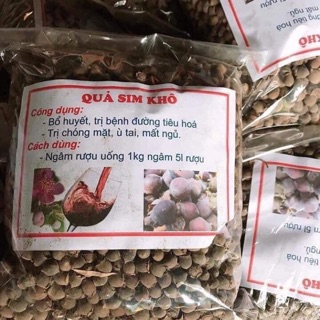 QUẢ SIM KHÔ
Công dụng:
- Bổ huyết, trị bệnh đường tiêu hoá
- Trị chóng mặt, ù tai, mất ngủ.
Cách dùng:
- Ngâm rượu uống 1kg ngâm 5l rượu